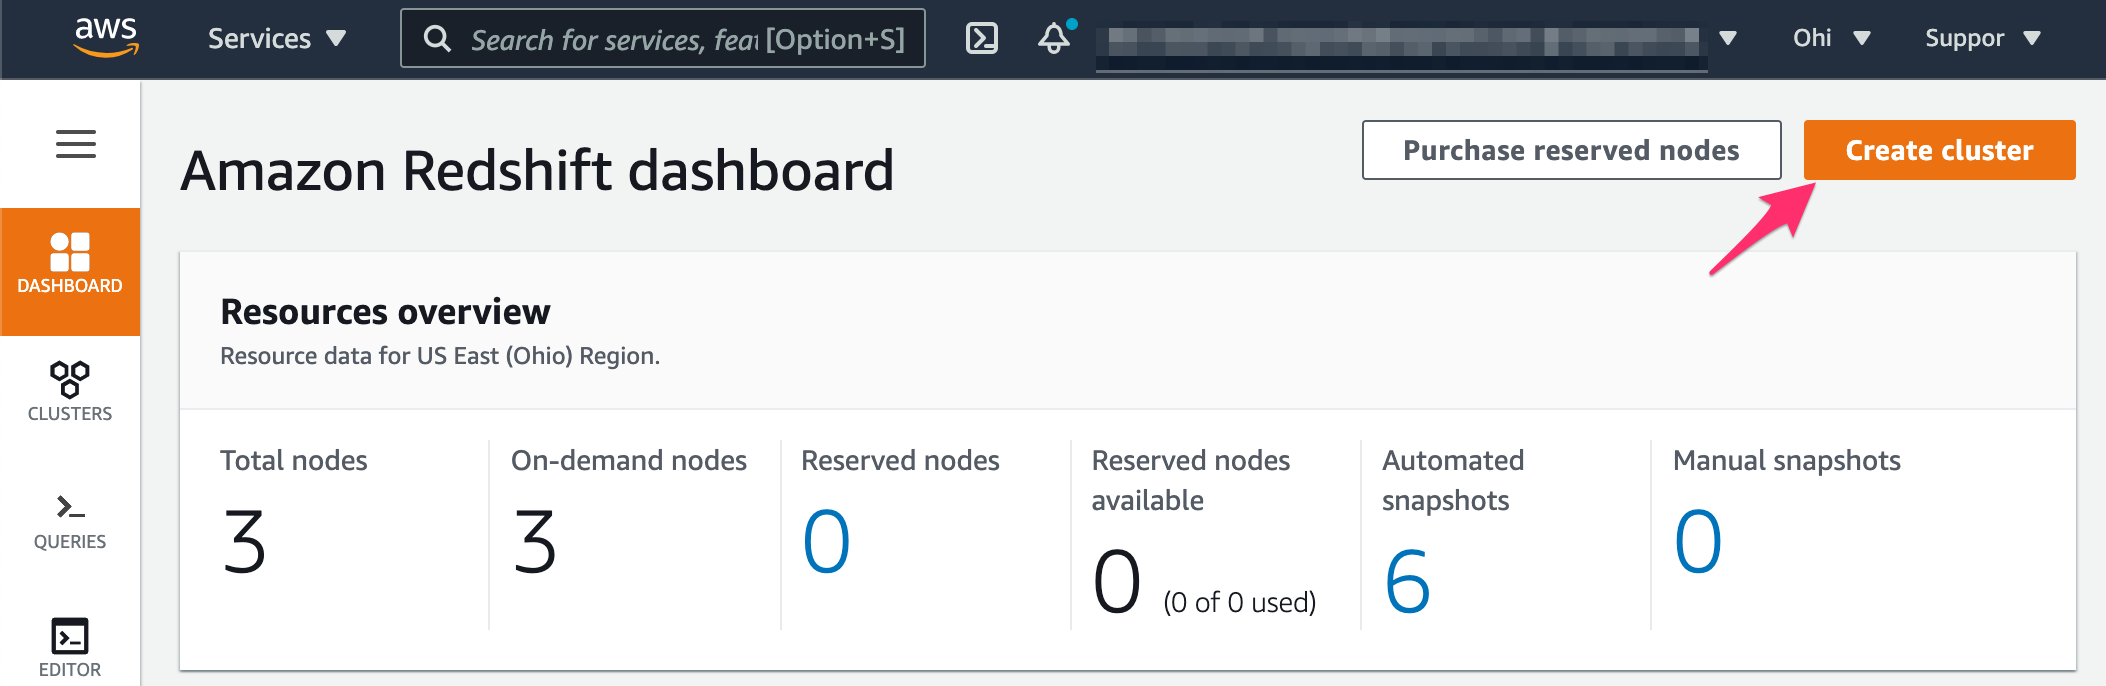 aws
Services
Search for services, feat [Option+S]
Ohi
Suppor
Amazon Redshift dashboard
Purchase reserved nodes
Create cluster
DASHBOARD
CLUSTERS
QUERIES
EDITOR
Resources overview
Resource data for US East (Ohio) Region.
Total nodes
3
On-demand nodes
3
Reserved nodes
0
Reserved nodes
available
0 (0 of 0 used)
Automated
snapshots
6
Manual snapshots
0